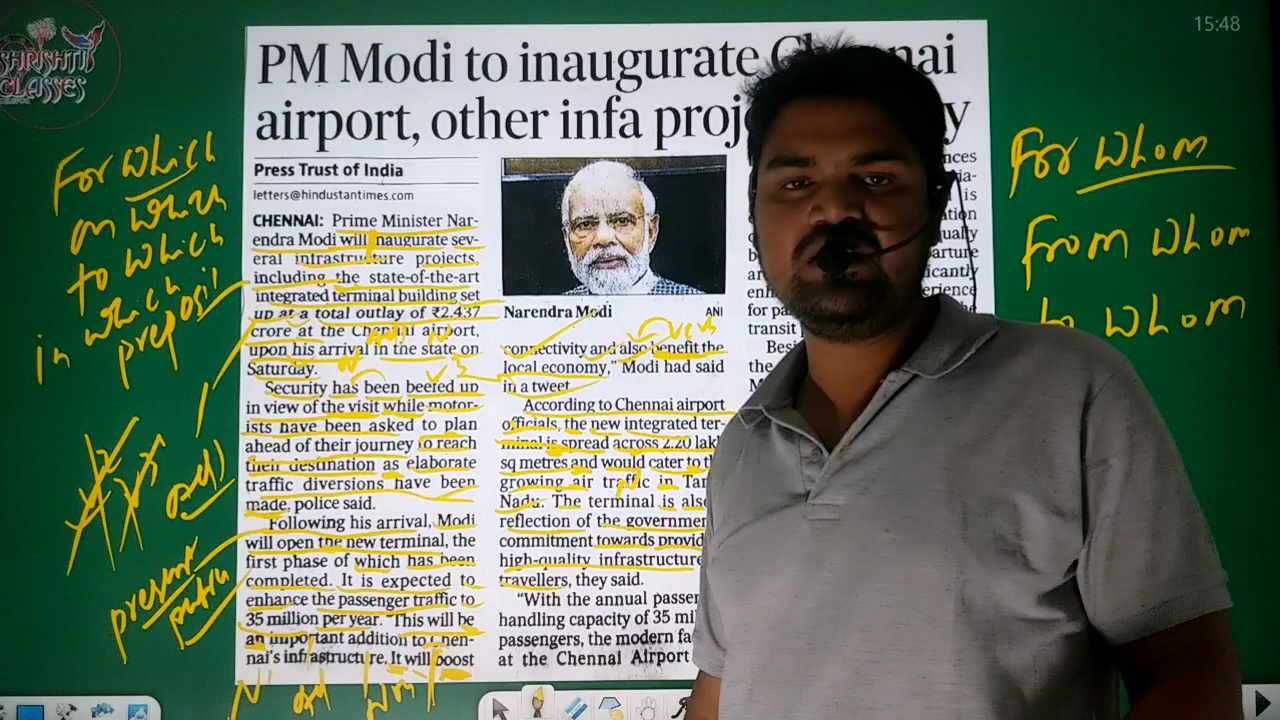 15:48
SHRISHTI
CLASSES
PM Modi to inaugurate
airport, other infa
Press Trust of India
letters@hindustantimes.com
CHENNAI: Prime Minister Nar-
endra Modi will inaugurate sev-
eral intrastructure projects,
including the state-of-the-art
integrated terminal building set
up at a total outlay of ₹2,437
crore at the Chennai airport,
upon his arrival in the state on
Saturday.
Security has been beefed up
in view of the visit while motor-
ists have been asked to plan
ahead of their journey to reach
their destination as elaborate
traffic diversions have been
made, police said.
Following his arrival, Modi
will open the new terminal, the
first phase of which has been
completed. It is expected to
enhance the passenger traffic to
35 million per year. "This will be
an important addition to Chen-
nai's infrastructure. It will boost
Narendra Modi ANI
connectivity and also benefit the
local economy," Modi had said
in a tweet
According to Chennai airport
officials, the new integrated ter-
minal is spread across 2.20 lakh
sq metres and would cater to
growing air traffic in
Nadu. The terminal is also
reflection of the
commitment towards
high-quality infrastructure
travellers, they said.
"With the annual
handling capacity of 35
passengers, the modern
at the Chennai Airport
for
transit
the
For which
on which
to which
in which
preposit
present
For whom
from whom
to whom